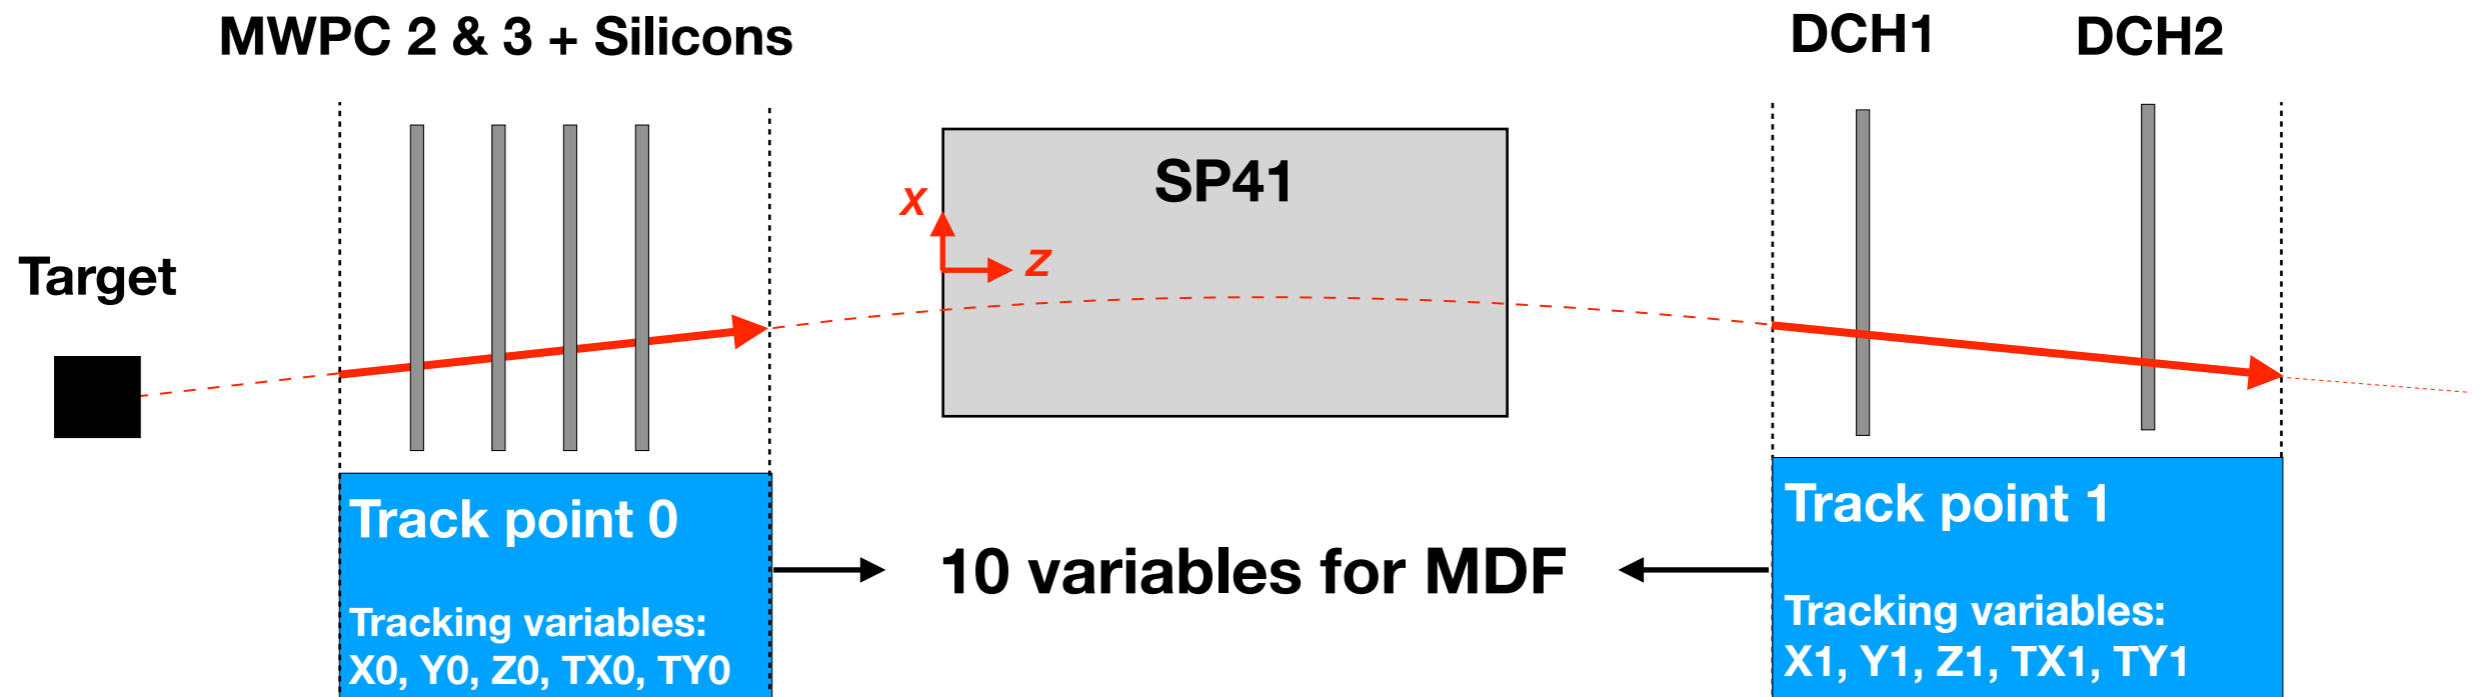 MWPC 2 & 3 + Silicons
DCH1
DCH2
SP41
x
z
Target
Track point 0
Tracking variables:
X0, Y0, Z0, TX0, TY0
10 variables for MDF
Track point 1
Tracking variables:
X1, Y1, Z1, TX1, TY1